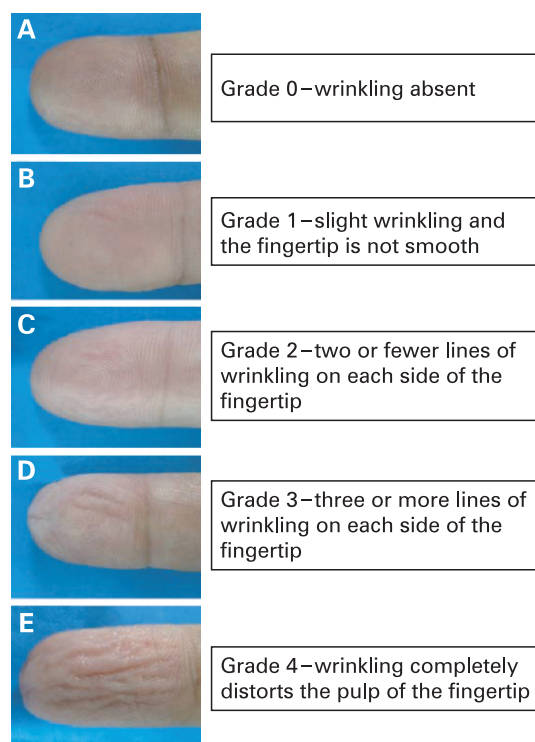 A
Grade 0–wrinkling absent
B
Grade 1–slight wrinkling and
the fingertip is not smooth
C
Grade 2–two or fewer lines of
wrinkling on each side of the
fingertip
D
Grade 3–three or more lines of
wrinkling on each side of the
fingertip
E
Grade 4–wrinkling completely
distorts the pulp of the fingertip